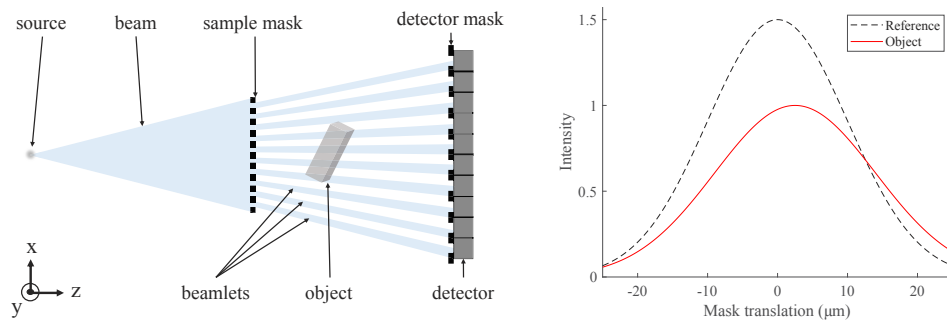 source
beam
sample mask
detector mask
x
z
y
beamlets
object
detector
Reference
Object
Intensity
1.5
1
0.5
0
-20
-10
0
10
20
Mask translation (μm)